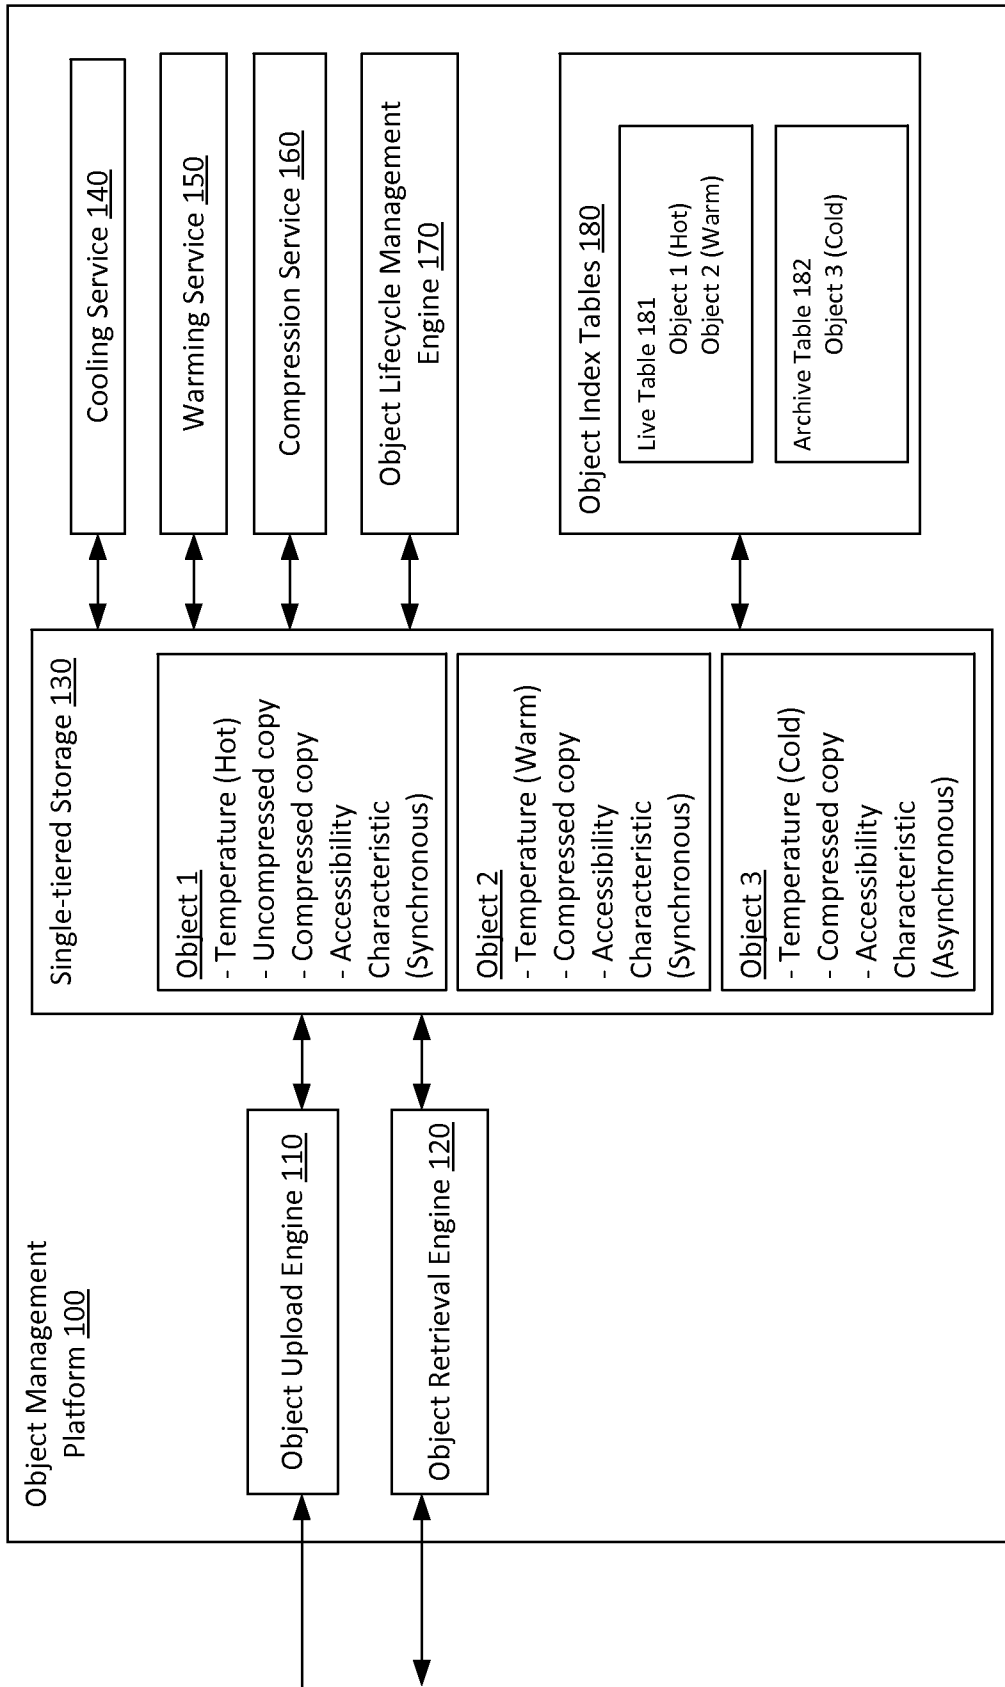 Object Management
Platform 100
Object Upload Engine 110
Object Retrieval Engine 120
Single-tiered Storage 130
Object 1
- Temperature (Hot)
- Uncompressed copy
- Compressed copy
- Accessibility
Characteristic
(Synchronous)
Object 2
- Temperature (Warm)
- Compressed copy
- Accessibility
Characteristic
(Synchronous)
Object 3
- Temperature (Cold)
- Compressed copy
- Accessibility
Characteristic
(Asynchronous)
Cooling Service 140
Warming Service 150
Compression Service 160
Object Lifecycle Management
Engine 170
Object Index Tables 180
Live Table 181
Object 1 (Hot)
Object 2 (Warm)
Archive Table 182
Object 3 (Cold)